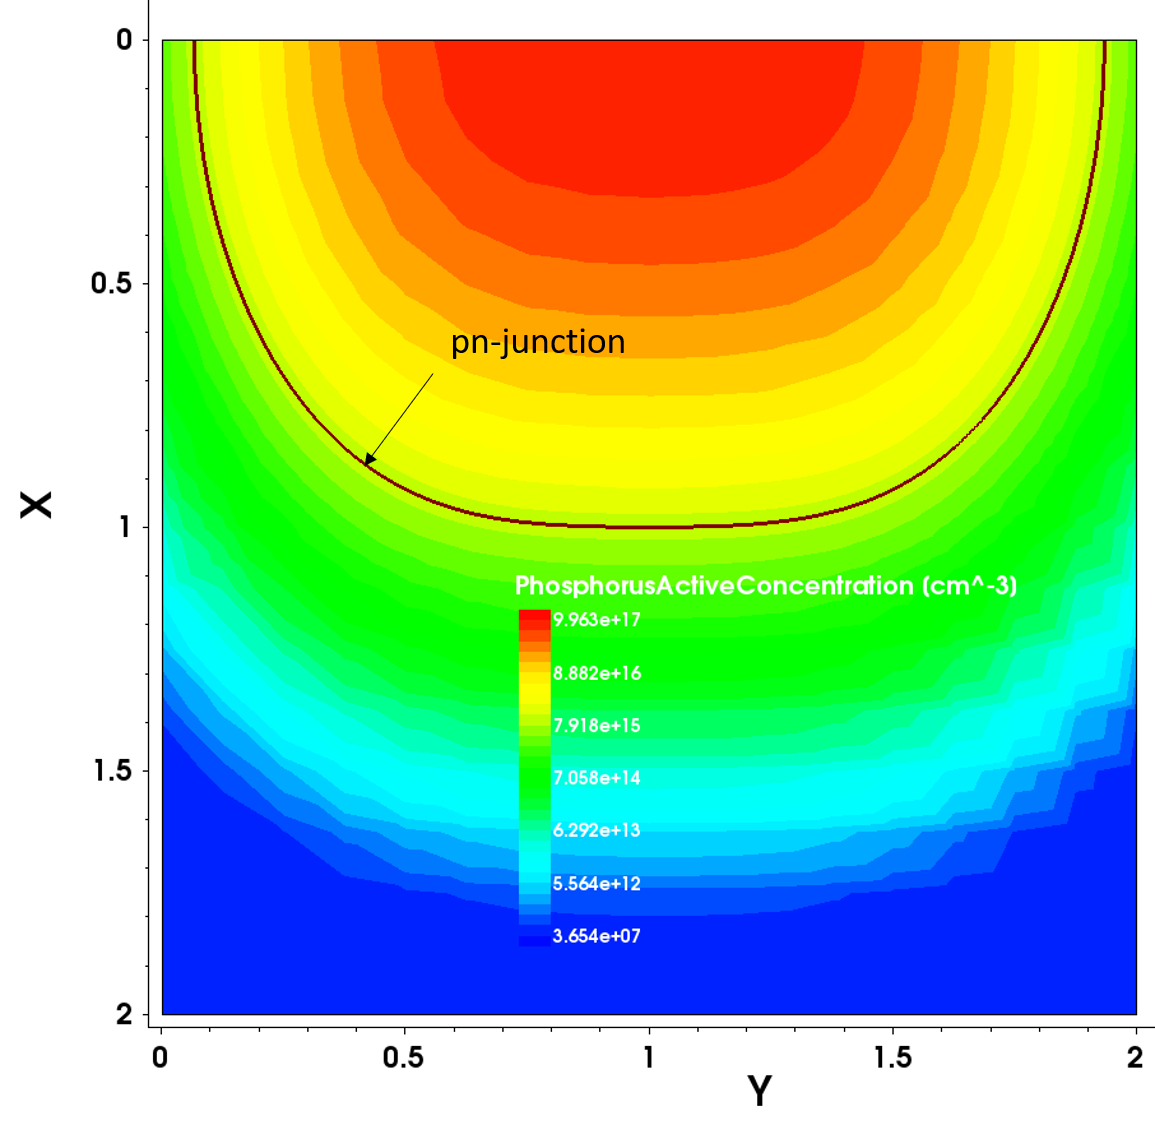 0
0.5
pn-junction
X
1
PhosphorusActiveConcentration (cm^-3)
9.963e+17
8.882e+16
7.918e+15
1.5
7.058e+14
6.292e+13
5.564e+12
3.654e+07
2
0 0.5 1 1.5 2
Y